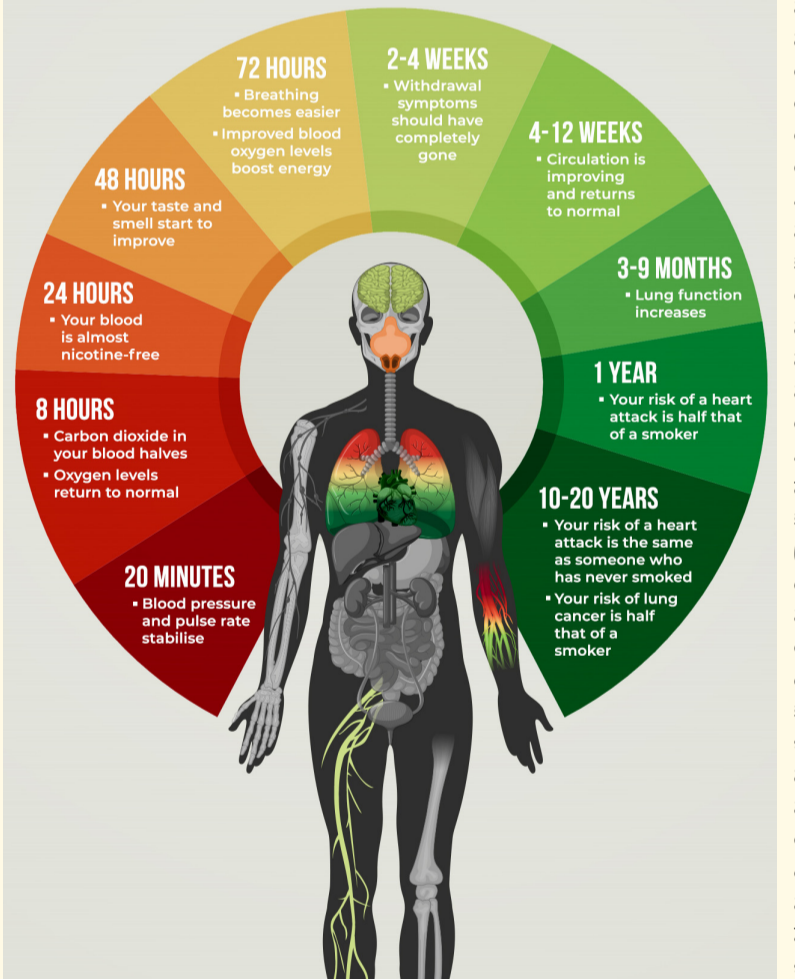 20 MINUTES
▪ Blood pressure
and pulse rate
stabilise
8 HOURS
▪ Carbon dioxide in
your blood halves
▪ Oxygen levels
return to normal
24 HOURS
▪ Your blood
is almost
nicotine-free
48 HOURS
▪ Your taste and
smell start to
improve
72 HOURS
▪ Breathing
becomes easier
▪ Improved blood
oxygen levels
boost energy
2-4 WEEKS
▪ Withdrawal
symptoms
should have
completely
gone
4-12 WEEKS
▪ Circulation is
improving
and returns
to normal
3-9 MONTHS
▪ Lung function
increases
1 YEAR
▪ Your risk of a heart
attack is half that
of a smoker
10-20 YEARS
▪ Your risk of a heart
attack is the same
as someone who
has never smoked
▪ Your risk of lung
cancer is half
that of a
smoker